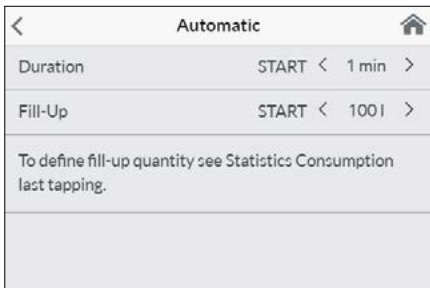 Automatic
Duration START < 1 min >
Fill-Up START < 100 l >
To define fill-up quantity see Statistics Consumption
last tapping.